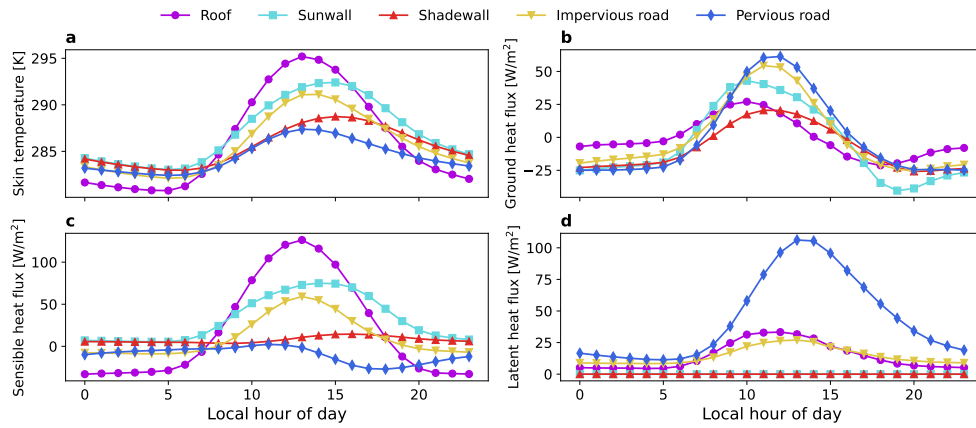 Roof Sunwall Shadewall Impervious road Pervious road
a b
Skin temperature [K]
295
290
285
Ground heat flux [W/m²]
50
25
0
−25
c d
Sensible heat flux [W/m²]
100
50
0
Latent heat flux [W/m²]
100
75
50
25
0
0 5 10 15 20
0 5 10 15 20
Local hour of day Local hour of day